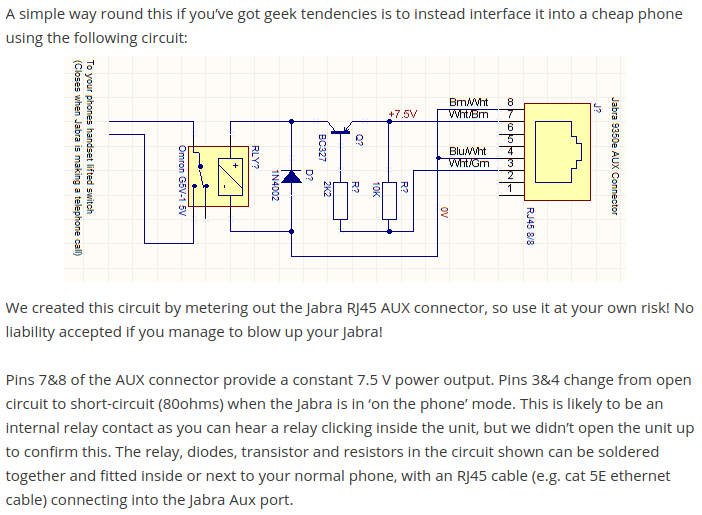 A simple way round this if you’ve got geek tendencies is to instead interface it into a cheap phone
using the following circuit:
To your phones handset lifted switch
(Closes when Jabra is making a telephone call)
Omron G5V-1 5V
RLY?
1N4002
D?
BC327
Q?
2K2
R?
10K
R?
+7.5V
0V
Brn/Wht 8
Wht/Brn 7
6
5
Blu/Wht 4
Wht/Grn 3
2
1
J?
RJ45 8/8
Jabra 9350e AUX Connector
We created this circuit by metering out the Jabra RJ45 AUX connector, so use it at your own risk! No
liability accepted if you manage to blow up your Jabra!
Pins 7&8 of the AUX connector provide a constant 7.5 V power output. Pins 3&4 change from open
circuit to short-circuit (80ohms) when the Jabra is in ‘on the phone’ mode. This is likely to be an
internal relay contact as you can hear a relay clicking inside the unit, but we didn’t open the unit up
to confirm this. The relay, diodes, transistor and resistors in the circuit shown can be soldered
together and fitted inside or next to your normal phone, with an RJ45 cable (e.g. cat 5E ethernet
cable) connecting into the Jabra Aux port.